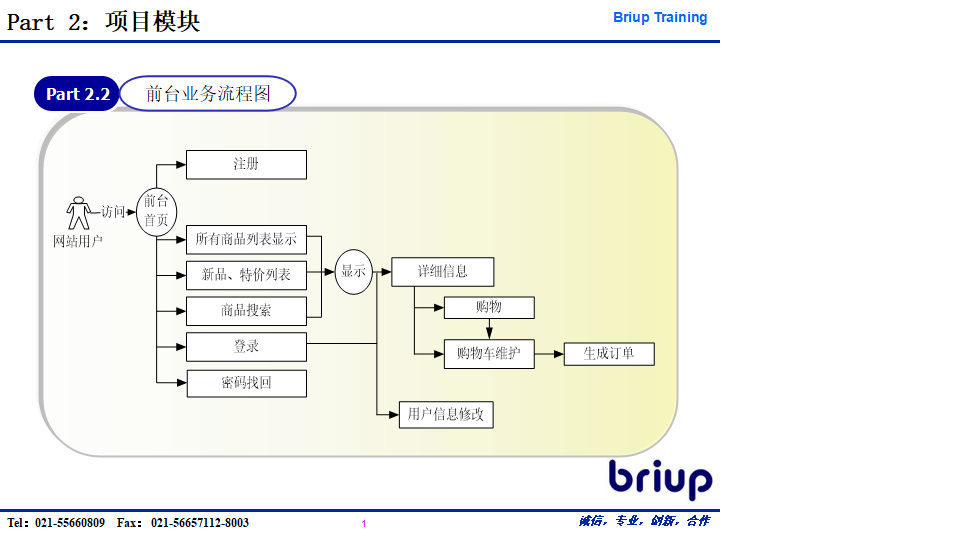 Part 2：项目模块
Briup Training
Part 2.2
前台业务流程图
注册
网站用户
访问
前台
首页
所有商品列表显示
新品、特价列表
商品搜索
登录
密码找回
显示
详细信息
购物
购物车维护
生成订单
用户信息修改
briup
Tel：021-55660809 Fax： 021-56657112-8003
1
诚信，专业，创新，合作